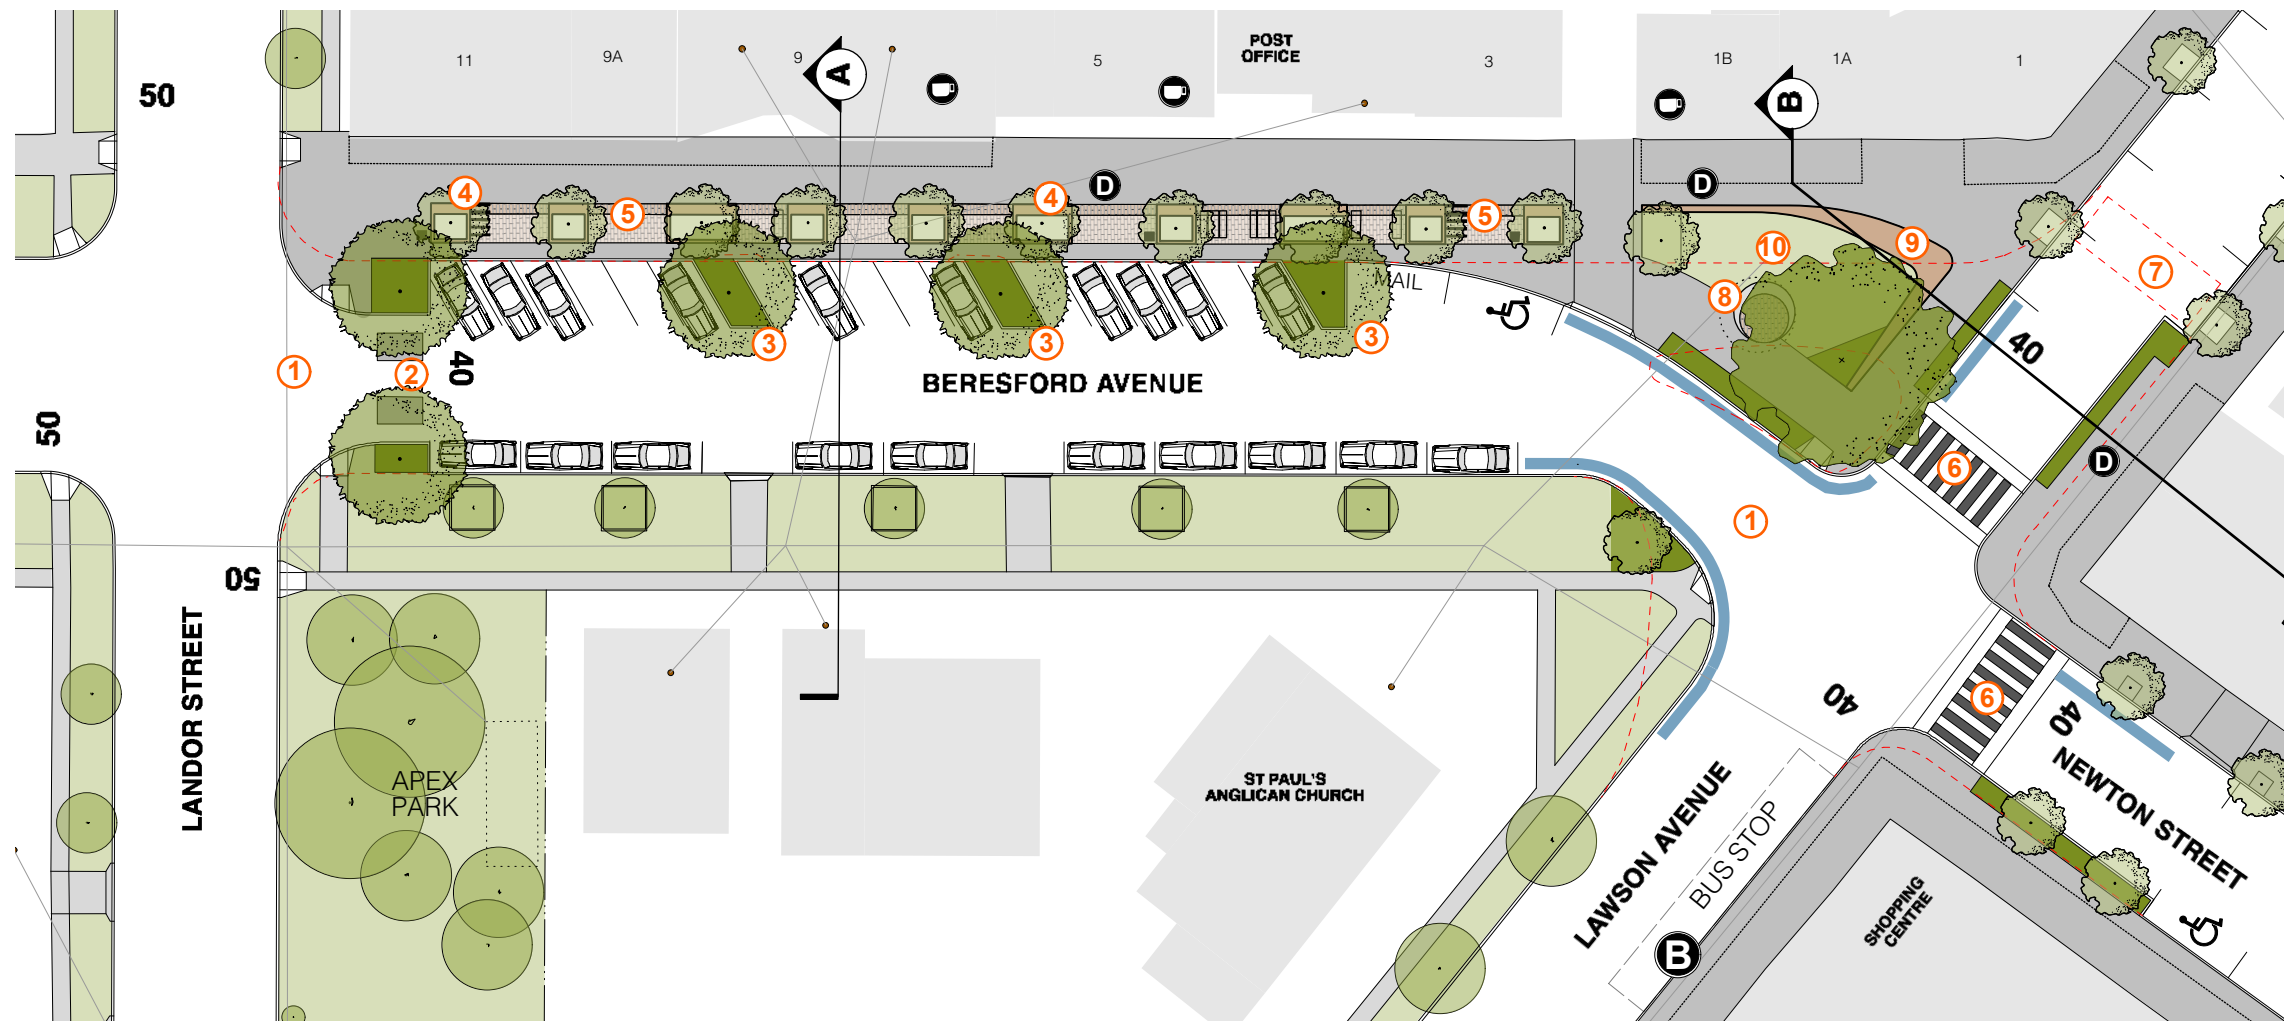 50
11
9A
9
A
5
POST
OFFICE
3
1B
1A
1
B
4
5
4
D
5
D
10
9
7
8
MAIL
3
3
3
1
2
40
40
BERESFORD AVENUE
50
6
D
1
50
LANDOR STREET
APEX
PARK
ST PAUL'S
ANGLICAN CHURCH
40
6
40
NEWTON STREET
LAWSON AVENUE
BUS STOP
B
SHOPPING
CENTRE